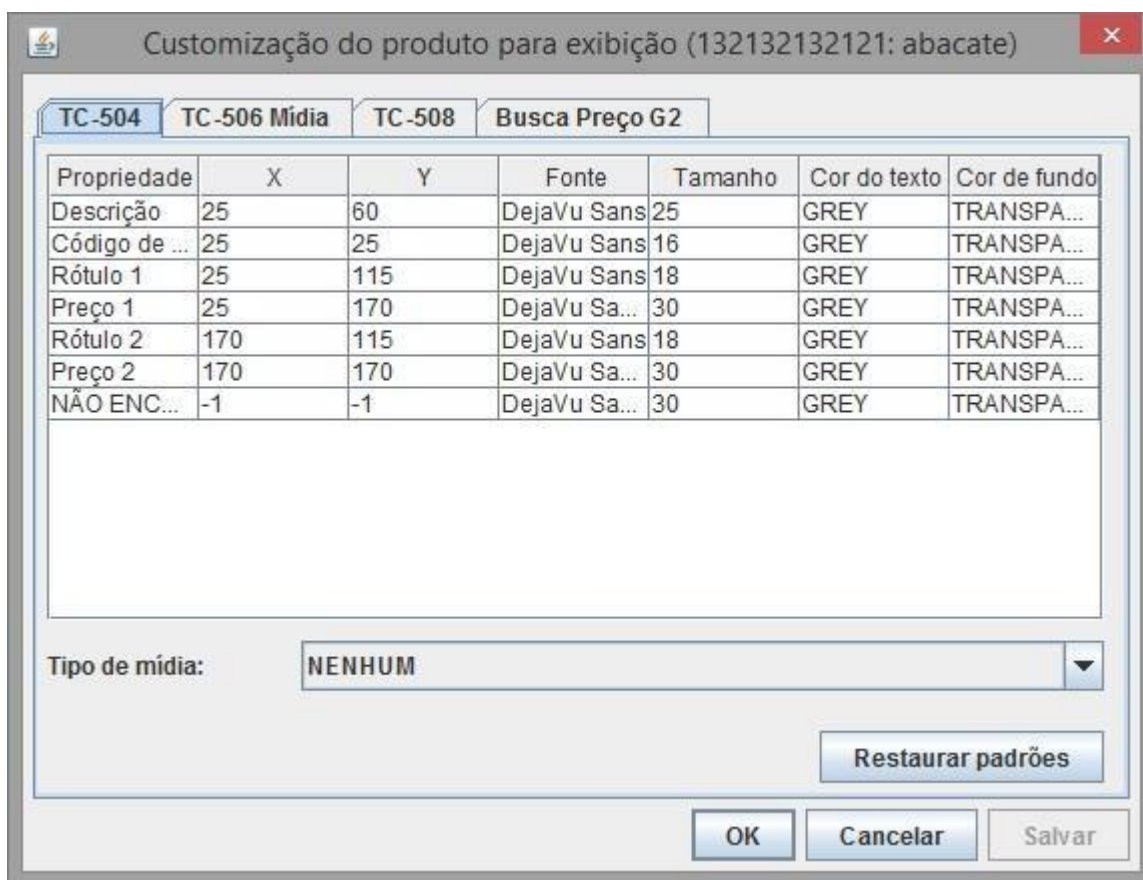 Customização do produto para exibição (132132132121: abacate)
TC-504 TC-506 Mídia TC-508 Busca Preço G2
Propriedade X Y Fonte Tamanho Cor do texto Cor de fundo
Descrição 25 60 DejaVu Sans 25 GREY TRANSPA...
Código de ... 25 25 DejaVu Sans 16 GREY TRANSPA...
Rótulo 1 25 115 DejaVu Sans 18 GREY TRANSPA...
Preço 1 25 170 DejaVu Sa... 30 GREY TRANSPA...
Rótulo 2 170 115 DejaVu Sans 18 GREY TRANSPA...
Preço 2 170 170 DejaVu Sa... 30 GREY TRANSPA...
NÃO ENC... -1 -1 DejaVu Sa... 30 GREY TRANSPA...
Tipo de mídia: NENHUM
Restaurar padrões
OK Cancelar Salvar